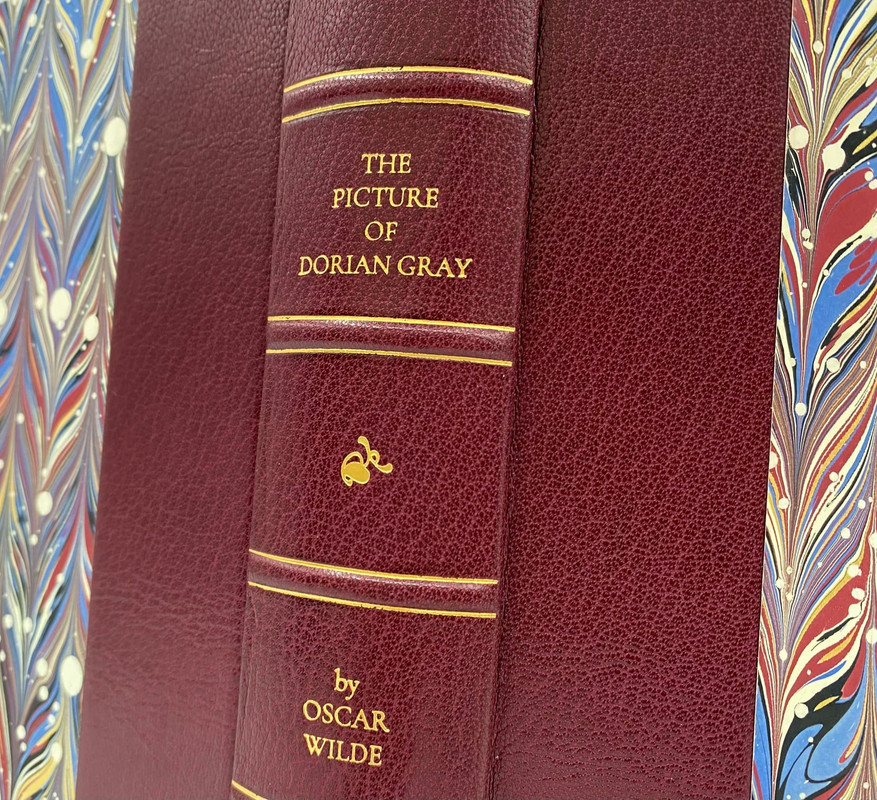 THE
PICTURE
OF
DORIAN GRAY
by
OSCAR
WILDE